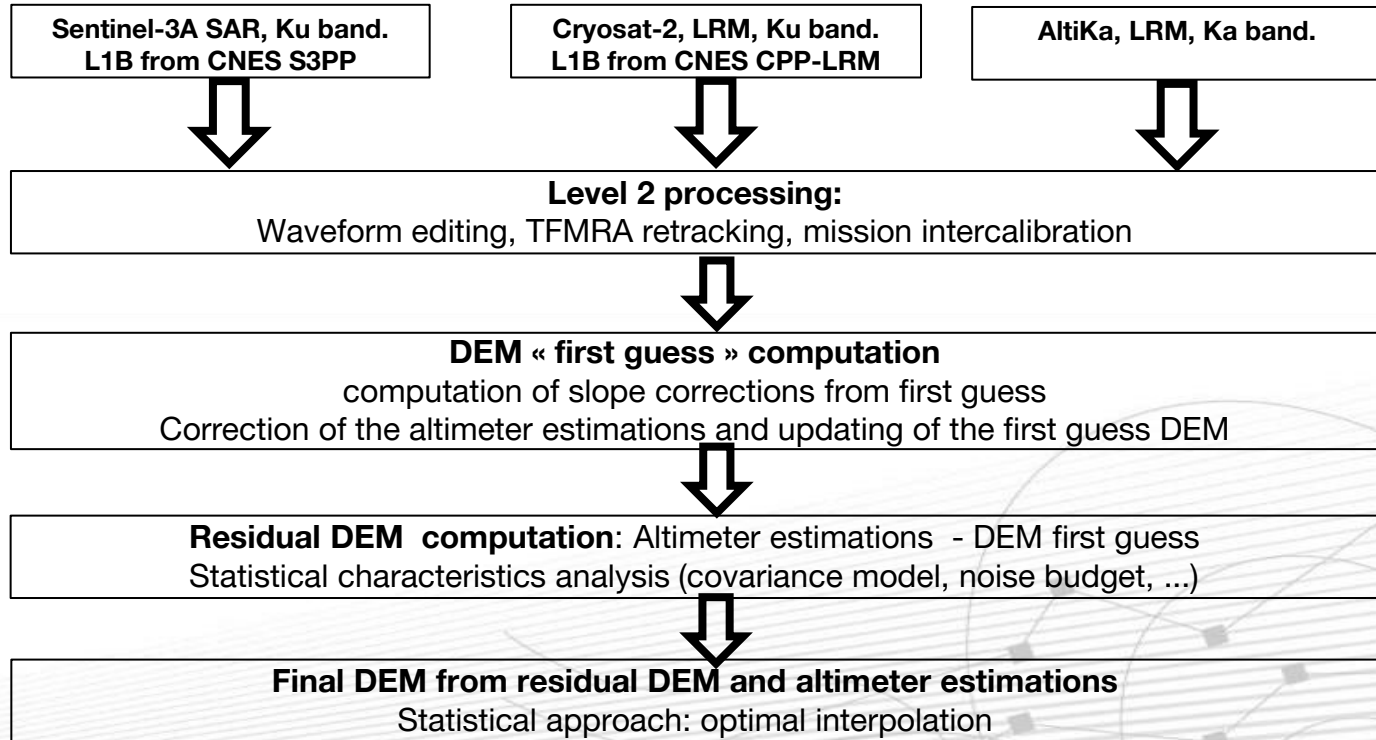 Sentinel-3A SAR, Ku band.
L1B from CNES S3PP
Cryosat-2, LRM, Ku band.
L1B from CNES CPP-LRM
AltiKa, LRM, Ka band.
Level 2 processing:
Waveform editing, TFMRA retracking, mission intercalibration
DEM « first guess » computation
computation of slope corrections from first guess
Correction of the altimeter estimations and updating of the first guess DEM
Residual DEM computation: Altimeter estimations - DEM first guess
Statistical characteristics analysis (covariance model, noise budget, ...)
Final DEM from residual DEM and altimeter estimations
Statistical approach: optimal interpolation